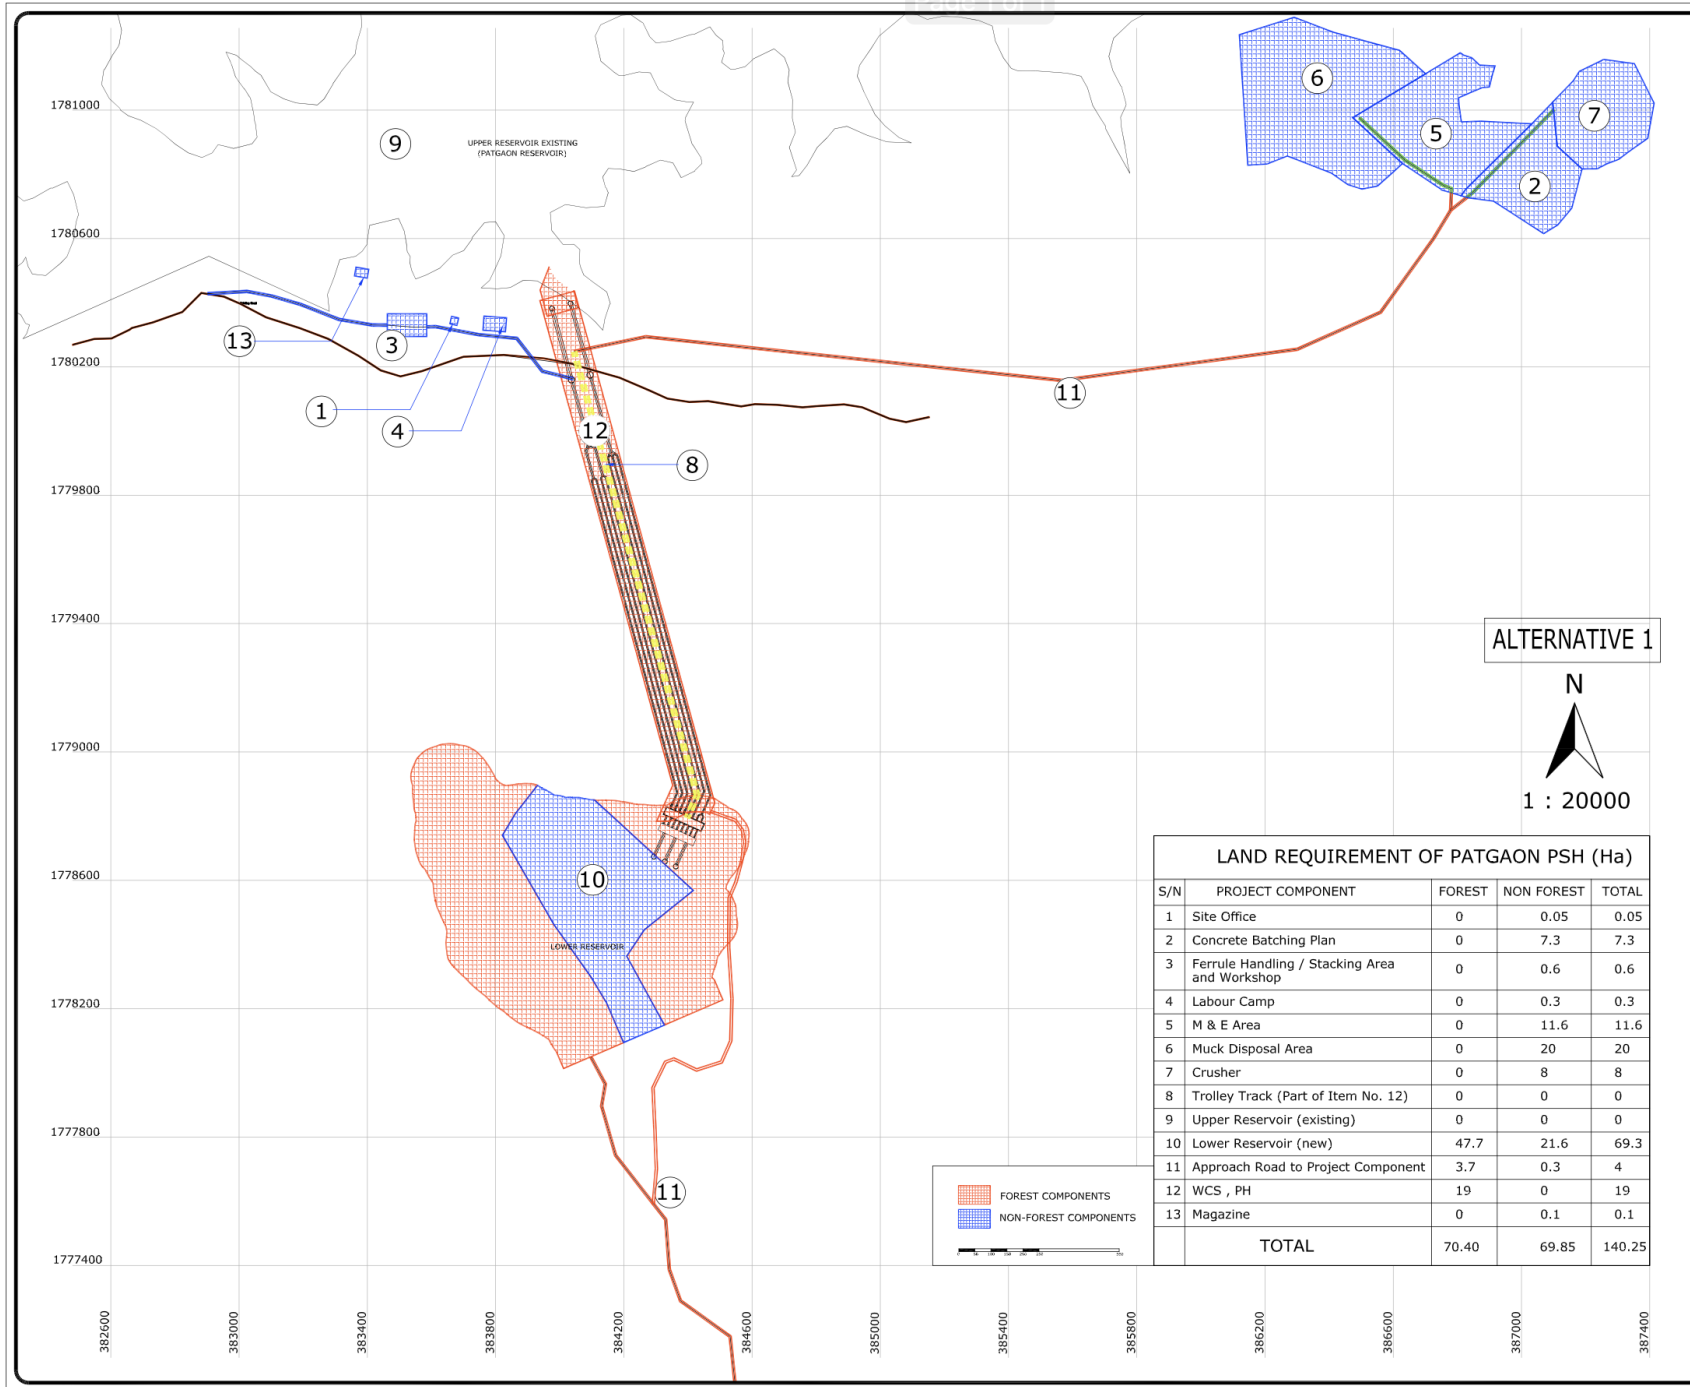 Page 1 of 1
6
7
5
2
1781000
9
UPPER RESERVOIR EXISTING
(PATGAON RESERVOIR)
1780600
13
3
1780200
11
1
4
12
8
1779800
1779400
ALTERNATIVE 1
N
1 : 20000
1779000
10
LOWER RESERVOIR
1778600
1778200
1777800
11
1777400
FOREST COMPONENTS
NON-FOREST COMPONENTS
LAND REQUIREMENT OF PATGAON PSH (Ha)
S/N PROJECT COMPONENT FOREST NON FOREST TOTAL
1 Site Office 0 0.05 0.05
2 Concrete Batching Plan 0 7.3 7.3
3 Ferrule Handling / Stacking Area
and Workshop 0 0.6 0.6
4 Labour Camp 0 0.3 0.3
5 M & E Area 0 11.6 11.6
6 Muck Disposal Area 0 20 20
7 Crusher 0 8 8
8 Trolley Track (Part of Item No. 12) 0 0 0
9 Upper Reservoir (existing) 0 0 0
10 Lower Reservoir (new) 47.7 21.6 69.3
11 Approach Road to Project Component 3.7 0.3 4
12 WCS , PH 19 0 19
13 Magazine 0 0.1 0.1
TOTAL 70.40 69.85 140.25
382600
383000
383400
383800
384200
384600
385000
385400
385800
386200
386600
387000
387400